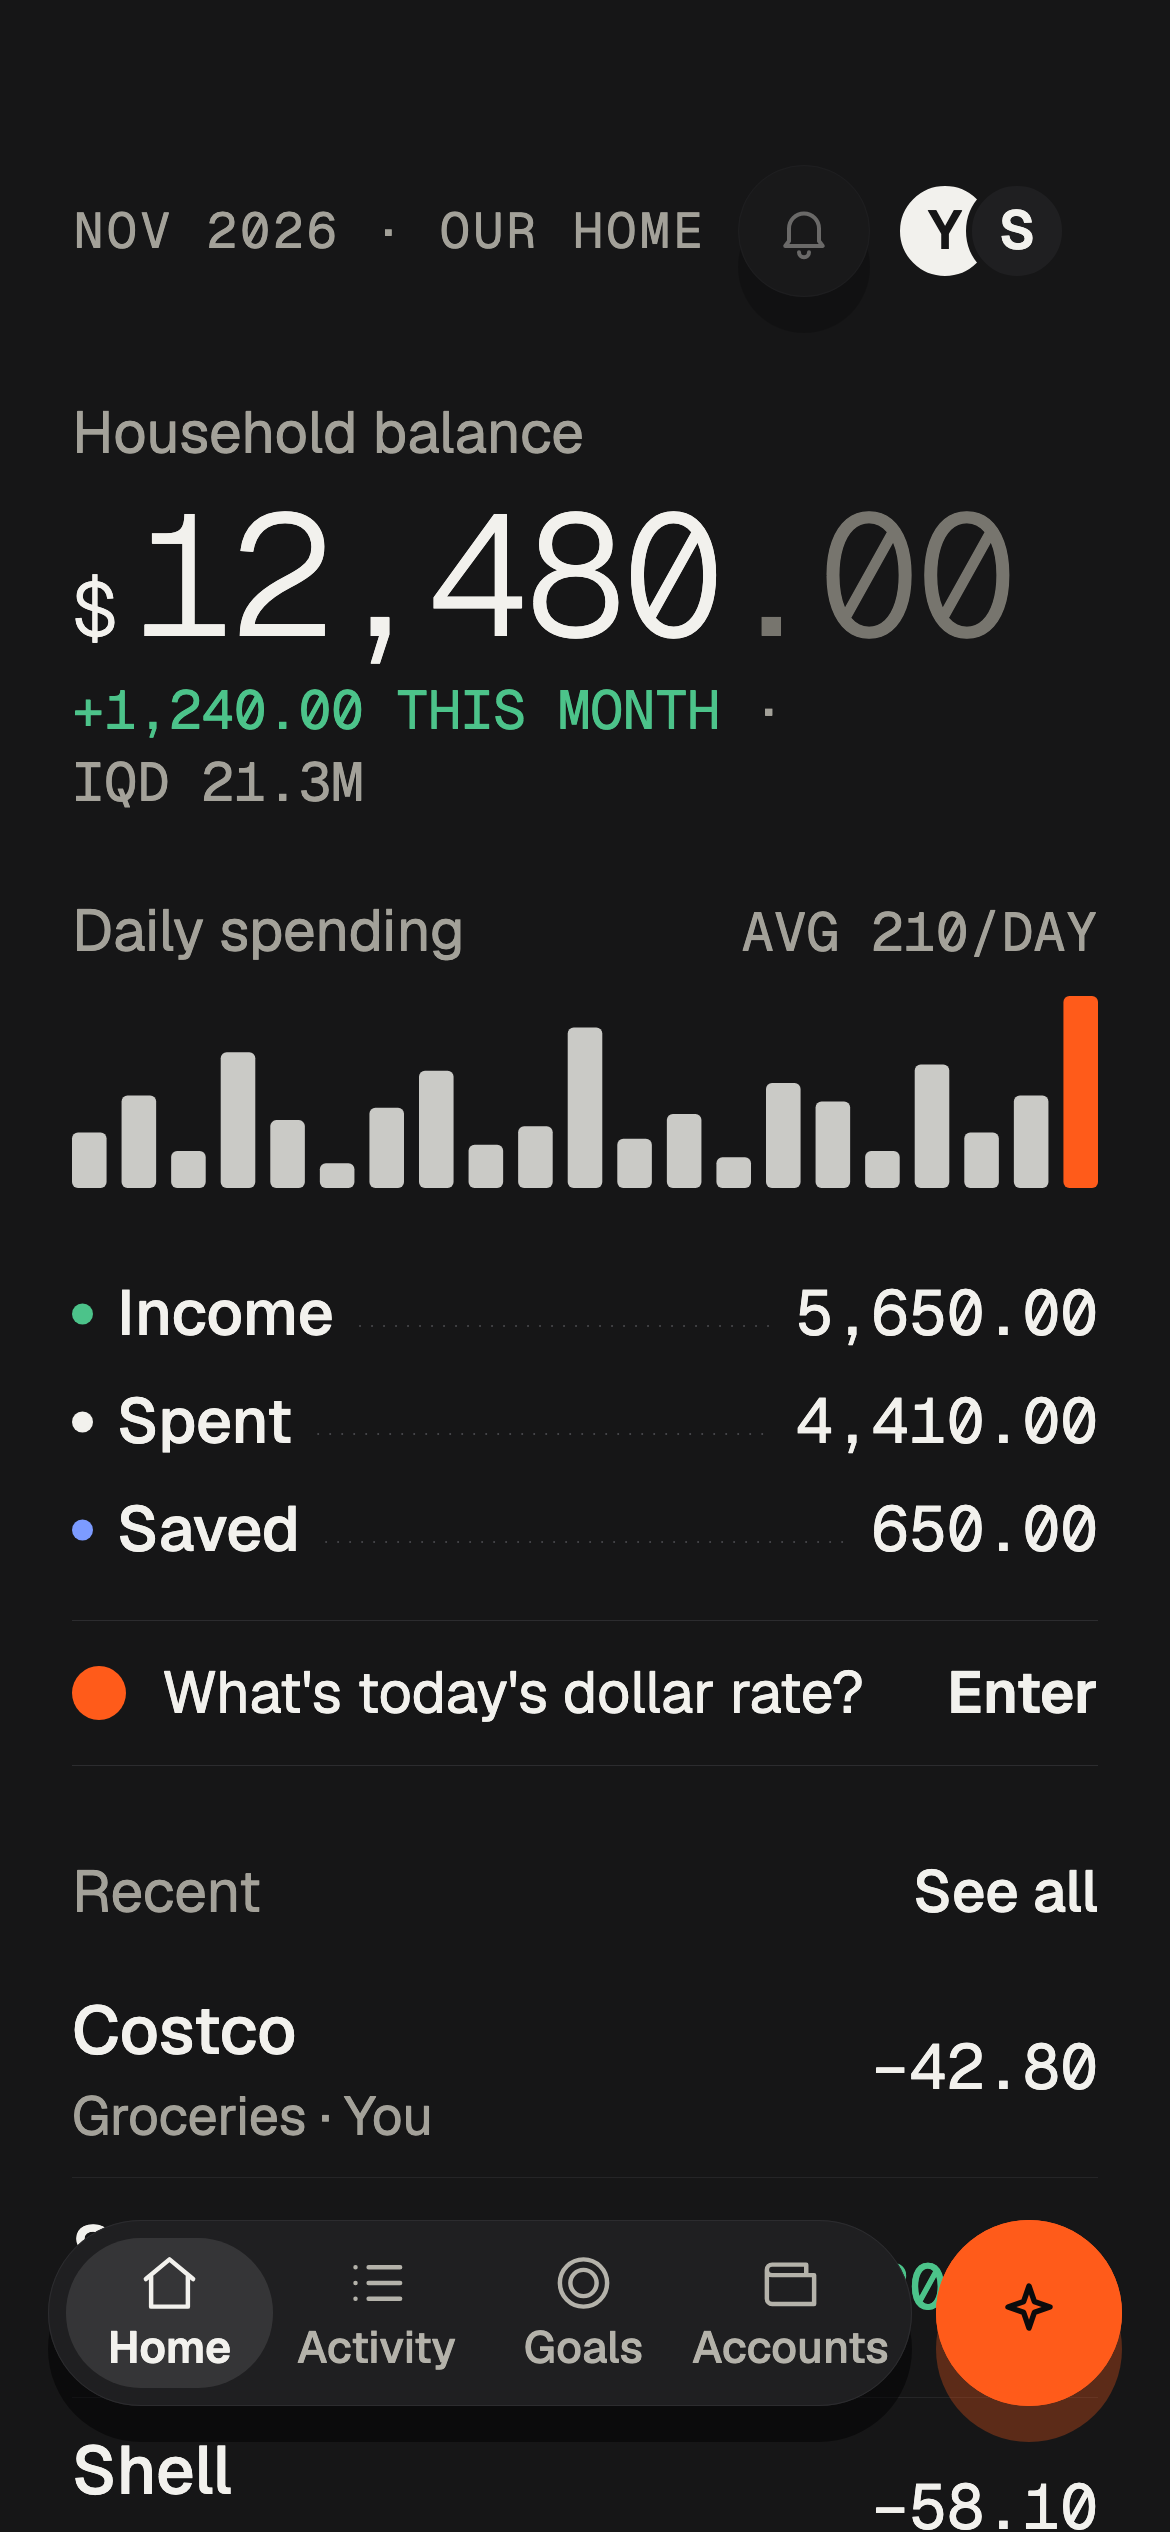 NOV 2026 · OUR HOME
Y S
Household balance
$12,480.00
+1,240.00 THIS MONTH ·
IQD 21.3M
Daily spending AVG 210/DAY
Income 5,650.00
Spent 4,410.00
Saved 650.00
What's today's dollar rate? Enter
Recent See all
Costco
−42.80
Groceries · You
Home Activity Goals Accounts
Shell
−58.10